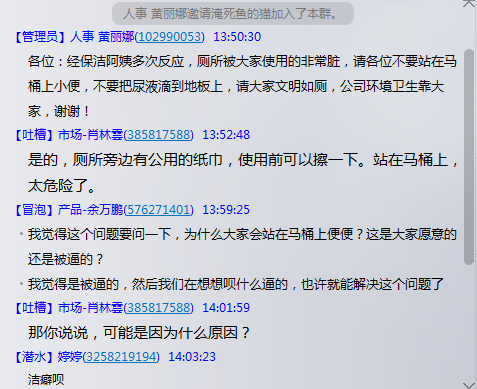 人事 黄丽娜邀请淹死鱼的猫加入了本群。
【管理员】人事 黄丽娜(102990053) 13:50:30
各位：经保洁阿姨多次反应，厕所被大家使用的非常脏，请各位不要站在马
桶上小便，不要把尿液滴到地板上，请大家文明如厕，公司环境卫生靠大
家，谢谢！
【吐槽】市场-肖林霎(385817588) 13:52:48
是的，厕所旁边有公用的纸巾，使用前可以擦一下。站在马桶上，
太危险了。
【冒泡】产品-余万鹏(576271401) 13:59:25
• 我觉得这个问题要问一下，为什么大家会站在马桶上便便？这是大家愿意的
还是被逼的？
• 我觉得是被逼的，然后我们在想想呗什么逼的，也许就能解决这个问题了
【吐槽】市场-肖林霎(385817588) 14:01:59
那你说说，可能是因为什么原因？
【潜水】婷婷(3258219194) 14:03:23
洁癖呗